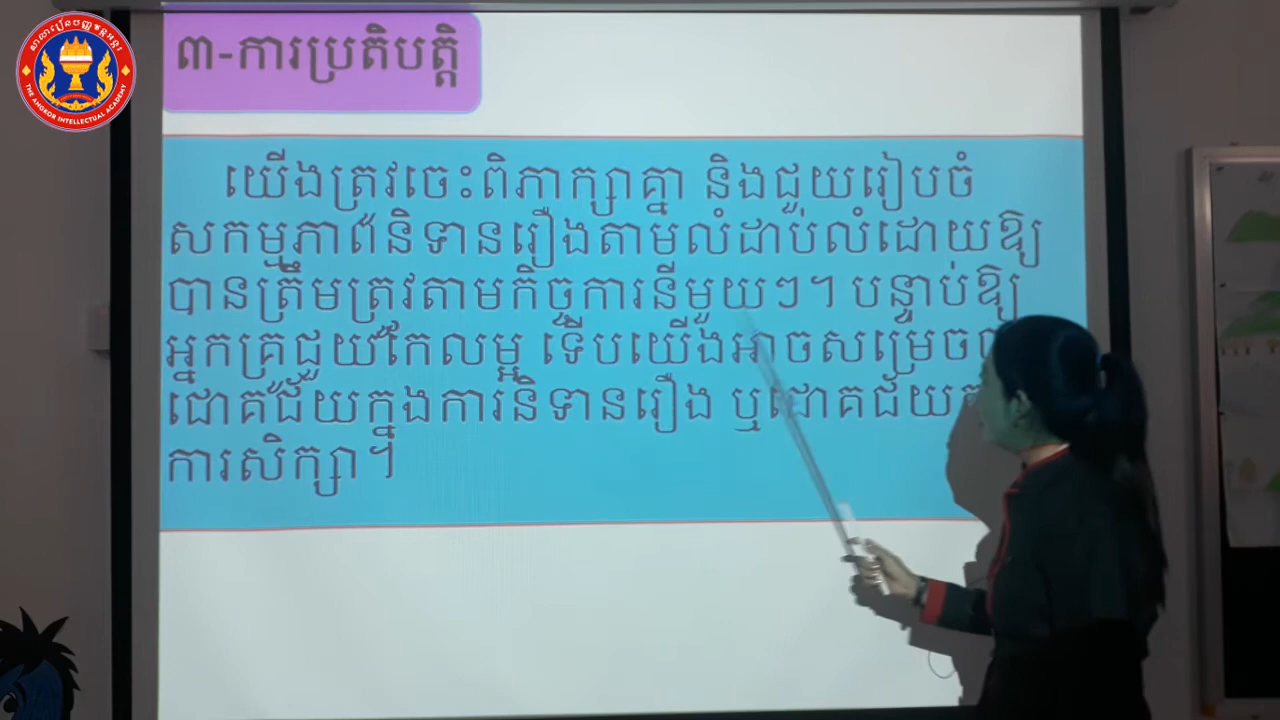 THE ANGKOR INTELLECTUAL ACADEMY
៣-ការប្រតិបត្តិ
យើងត្រូវចេះពិភាក្សាគ្នា និងជួយរៀបចំ
សកម្មភាពនិទានរឿងតាមលំដាប់លំដោយឱ្យ
បានត្រឹមត្រូវតាមកិច្ចការនីមួយៗ។ បន្ទាប់ឱ្យ
អ្នកគ្រូជួយកែលម្អ ទើបយើងអាចសម្រេច
ជោគជ័យក្នុងការនិទានរឿង ឬជោគជ័យ
ការសិក្សា។